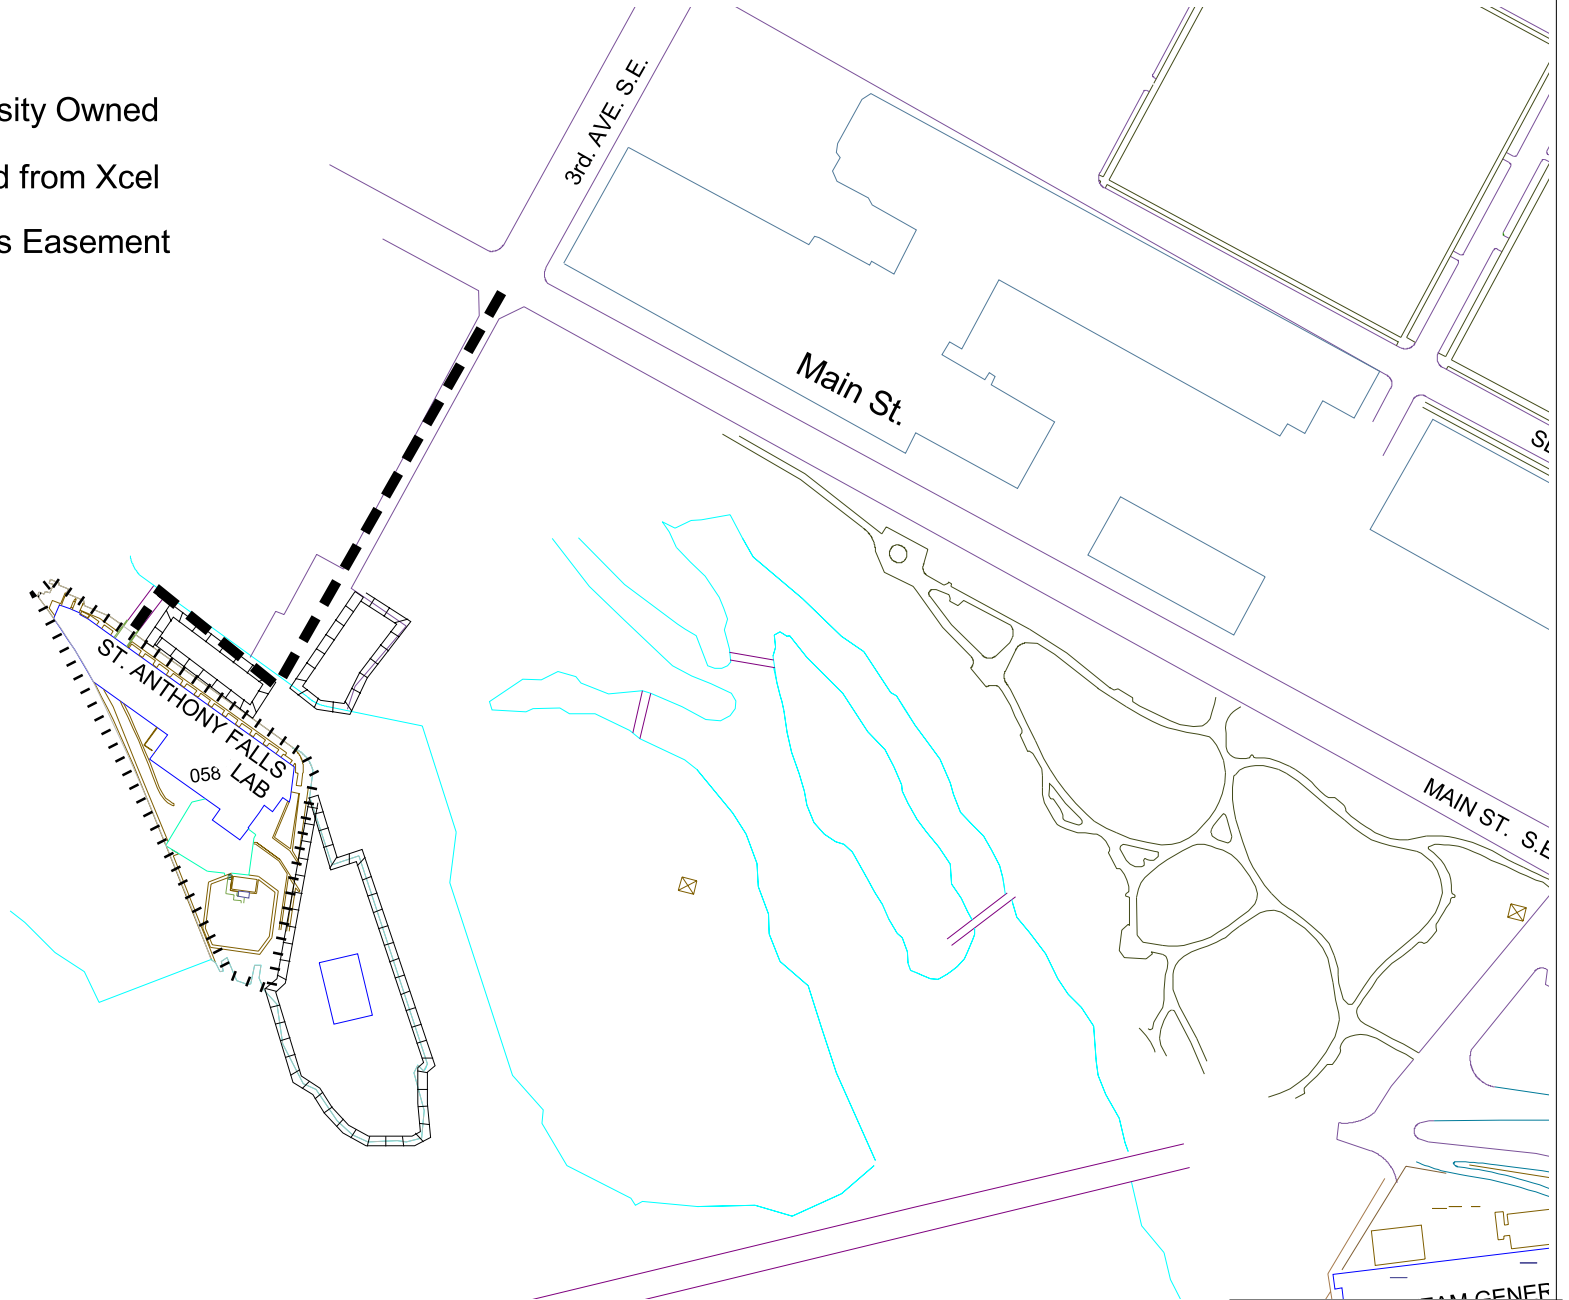 sity Owned
d from Xcel
s Easement
3rd. AVE. S.E.
Main St.
ST. ANTHONY FALLS
LAB
058
MAIN ST. S.E